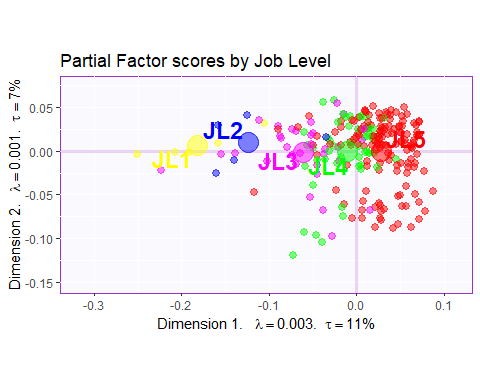 Partial Factor scores by Job Level
Dimension 2. λ = 0.001. τ = 7%
0.05
0.00
-0.05
-0.10
-0.15
JL1
JL2
JL3
JL4
JL5
-0.3
-0.2
-0.1
0.0
0.1
Dimension 1. λ = 0.003. τ = 11%